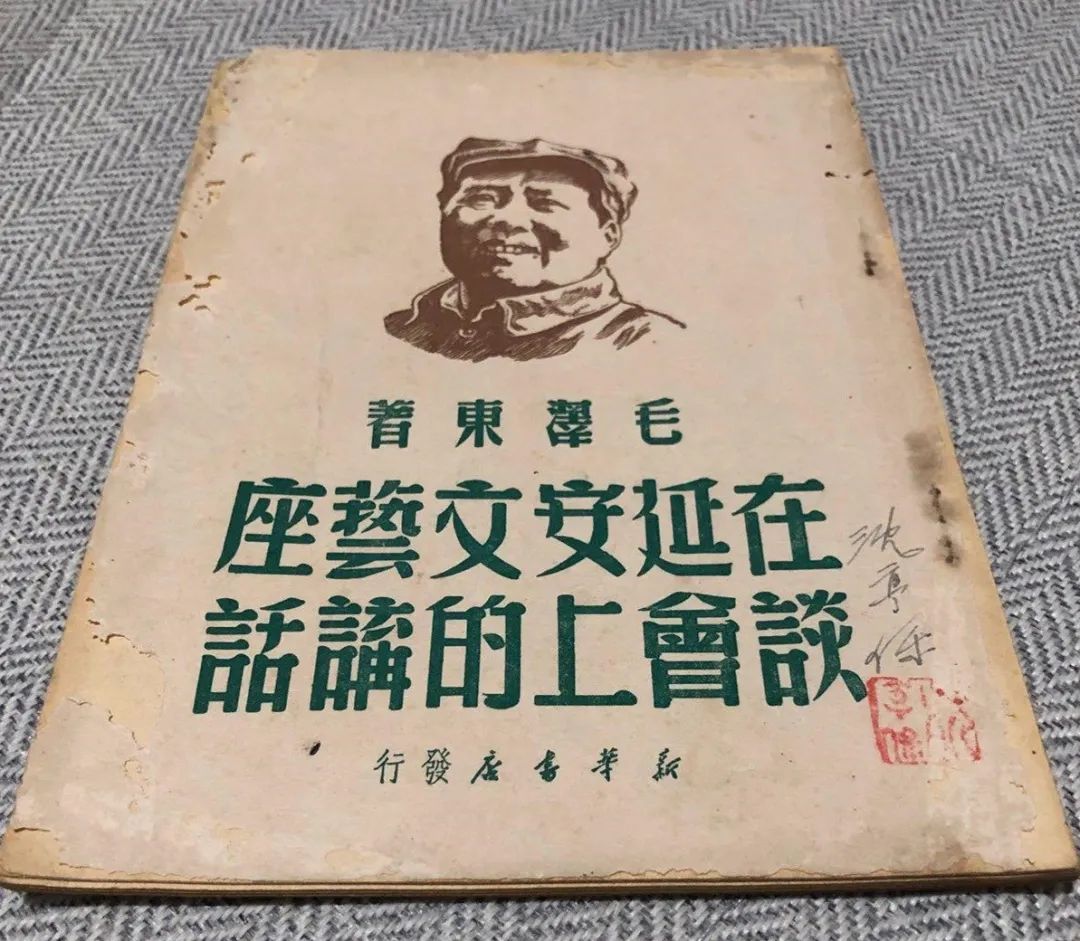 毛澤東著
在延安文藝座
談會上的講話
新華書店發行